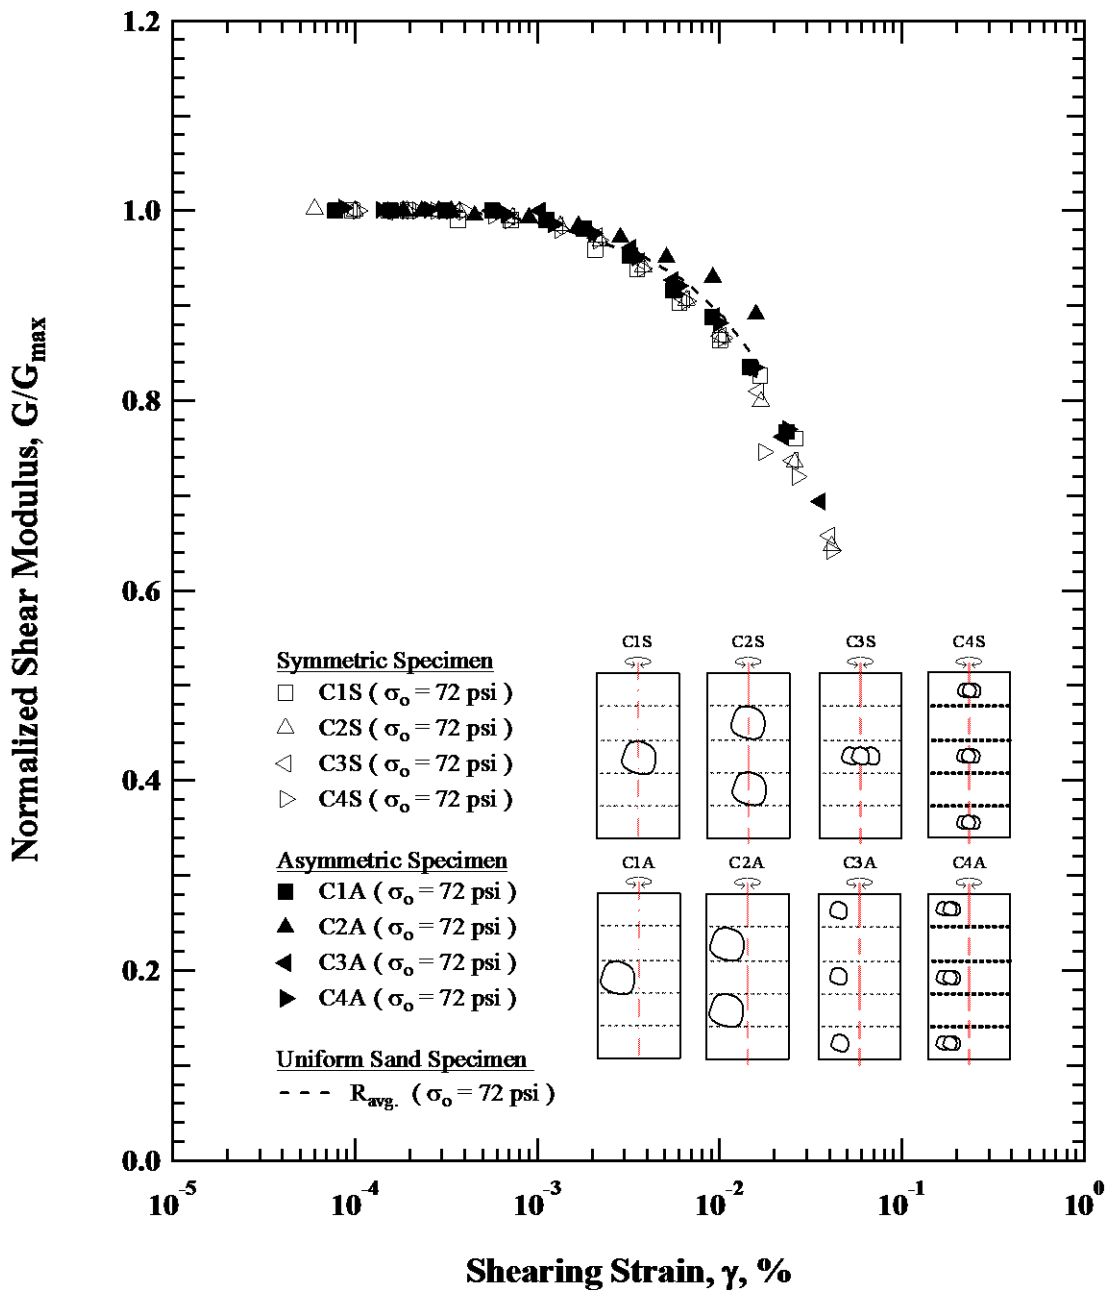 1.2
1.0
0.8
0.6
0.4
0.2
0.0
Normalized Shear Modulus, G/Gmax
Symmetric Specimen
C1S ( σo = 72 psi )
C2S ( σo = 72 psi )
C3S ( σo = 72 psi )
C4S ( σo = 72 psi )
Asymmetric Specimen
C1A ( σo = 72 psi )
C2A ( σo = 72 psi )
C3A ( σo = 72 psi )
C4A ( σo = 72 psi )
Uniform Sand Specimen
Ravg. ( σo = 72 psi )
C1S C2S C3S C4S
C1A C2A C3A C4A
10-5 10-4 10-3 10-2 10-1 100
Shearing Strain, γ, %